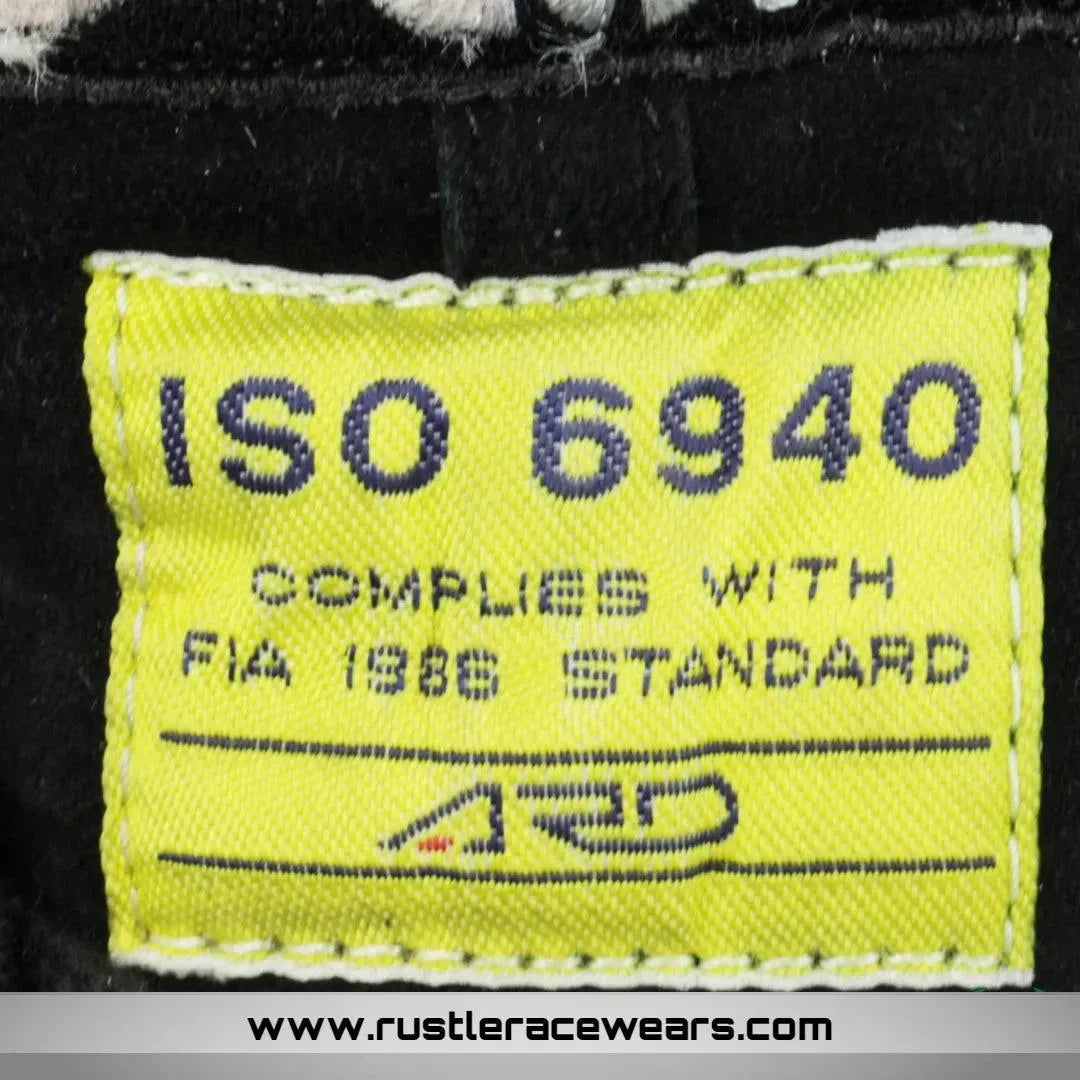 ISO 6940
COMPLIES WITH
FIA 1986 STANDARD
ARD
www.rustleracewears.com